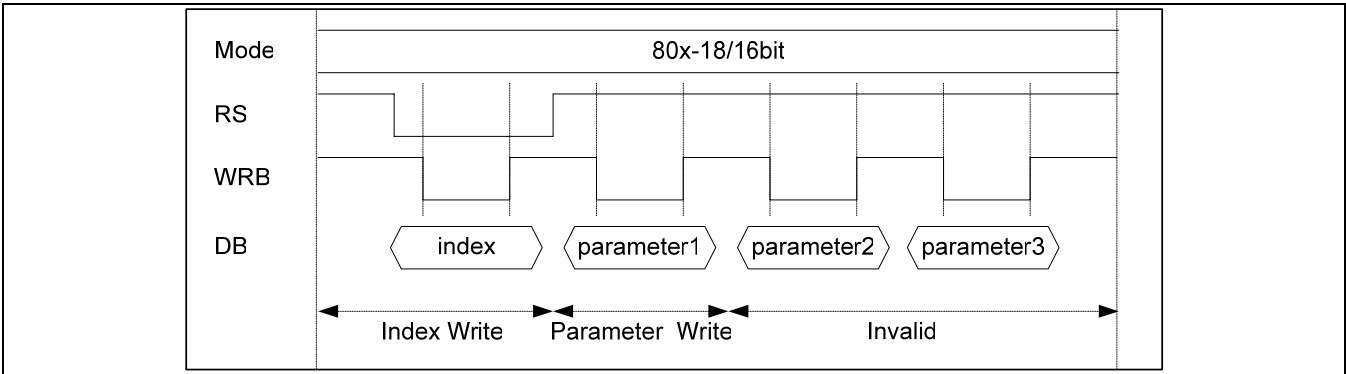 Mode
80x-18/16bit
RS
WRB
DB
index
parameter1
parameter2
parameter3
Index Write
Parameter Write
Invalid